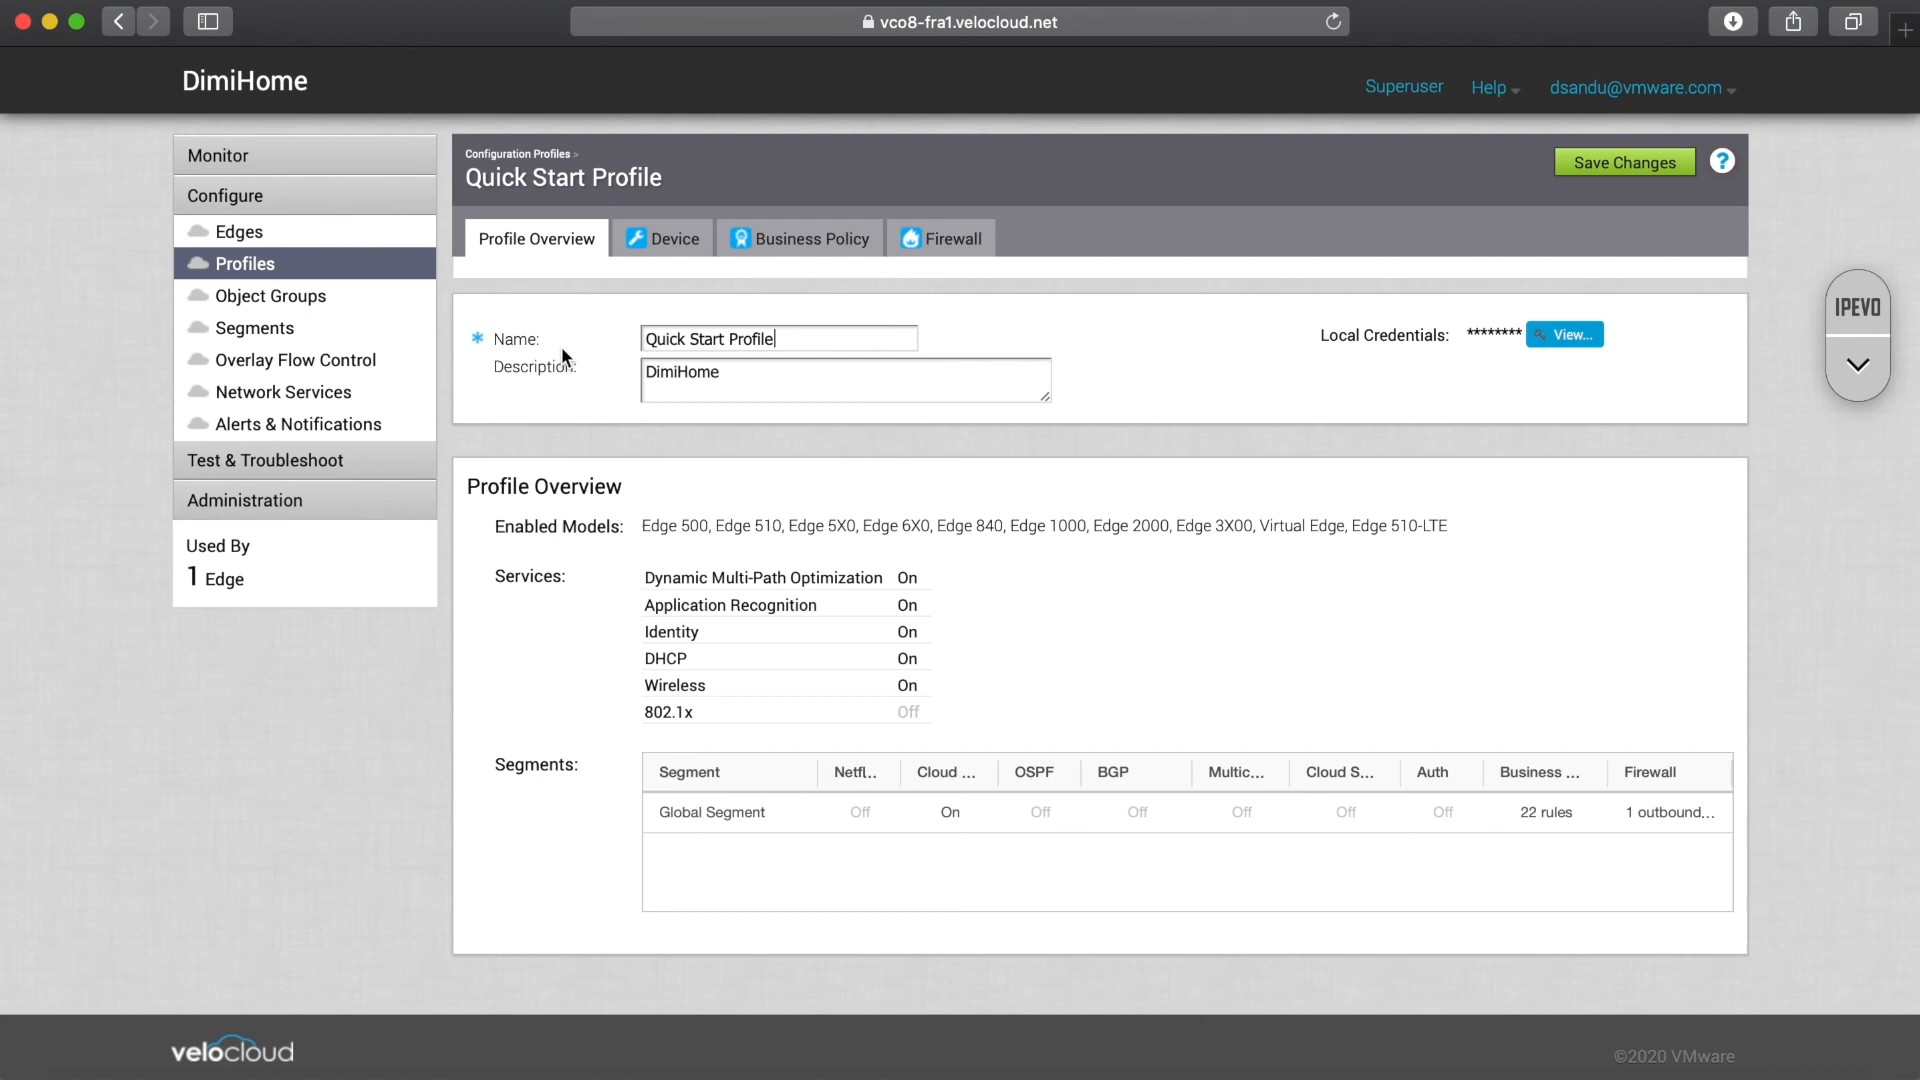 vco8-fra1.velocloud.net
DimiHome
Superuser Help dsandu@vmware.com
Monitor
Configure
Edges
Profiles
Object Groups
Segments
Overlay Flow Control
Network Services
Alerts & Notifications
Test & Troubleshoot
Administration
Used By
1 Edge
Configuration Profiles >
Quick Start Profile
Save Changes ?
Profile Overview Device Business Policy Firewall
* Name: Quick Start Profile
Description: DimiHome
Local Credentials: ******** View...
IPEVO
Profile Overview
Enabled Models: Edge 500, Edge 510, Edge 5X0, Edge 6X0, Edge 840, Edge 1000, Edge 2000, Edge 3X00, Virtual Edge, Edge 510-LTE
Services: Dynamic Multi-Path Optimization On
Application Recognition On
Identity On
DHCP On
Wireless On
802.1x Off
Segments:
Segment Netfl... Cloud ... OSPF BGP Multic... Cloud S... Auth Business ... Firewall
Global Segment Off On Off Off Off Off Off 22 rules 1 outbound...
velocloud
©2020 VMware